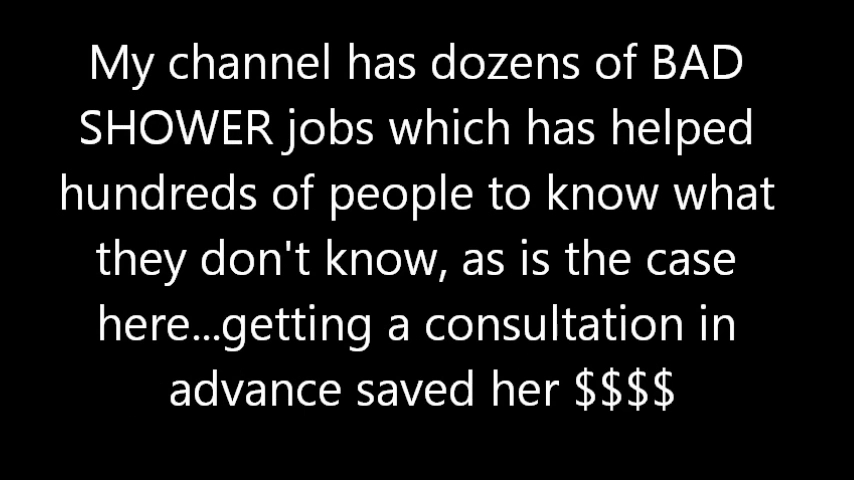 My channel has dozens of BAD
SHOWER jobs which has helped
hundreds of people to know what
they don't know, as is the case
here...getting a consultation in
advance saved her $$$$